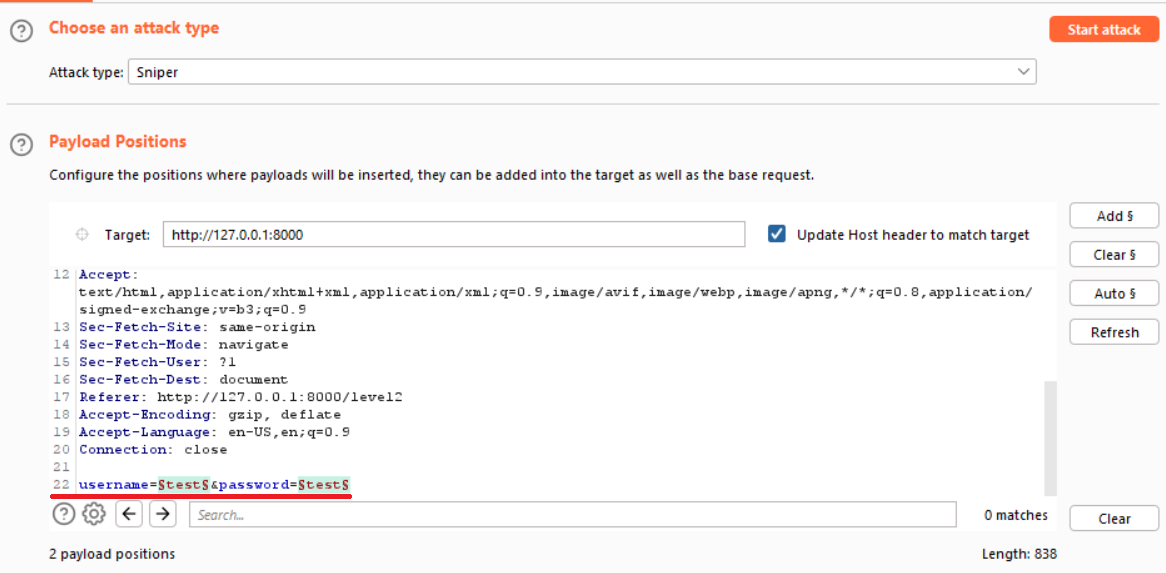 Choose an attack type
Start attack
Attack type: Sniper
Payload Positions
Configure the positions where payloads will be inserted, they can be added into the target as well as the base request.
Add §
Target: http://127.0.0.1:8000
Update Host header to match target
Clear §
12 Accept:
text/html,application/xhtml+xml,application/xml;q=0.9,image/avif,image/webp,image/apng,*/*;q=0.8,application/
signed-exchange;v=b3;q=0.9
Auto §
13 Sec-Fetch-Site: same-origin
14 Sec-Fetch-Mode: navigate
Refresh
15 Sec-Fetch-User: ?1
16 Sec-Fetch-Dest: document
17 Referer: http://127.0.0.1:8000/level2
18 Accept-Encoding: gzip, deflate
19 Accept-Language: en-US,en;q=0.9
20 Connection: close
21
22 username=§test§&password=§test§
Search...
0 matches
Clear
2 payload positions
Length: 838